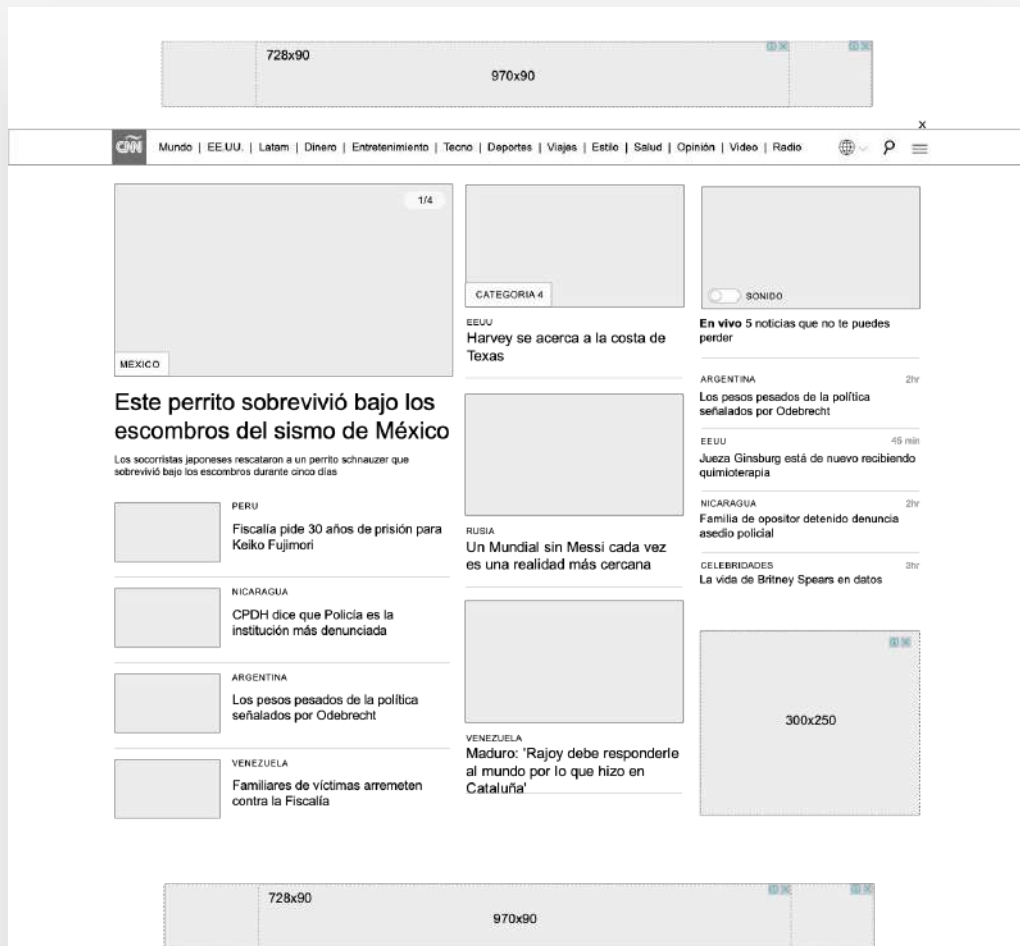 728x90
970x90
x
CNN
Mundo | EE.UU. | Latam | Dinero | Entretenimiento | Tecno | Deportes | Viajes | Estilo | Salud | Opinión | Video | Radio
1/4
MEXICO
Este perrito sobrevivió bajo los
escombros del sismo de México
Los socorristas japoneses rescataron a un perrito schnauzer que
sobrevivió bajo los escombros durante cinco días
PERU
Fiscalía pide 30 años de prisión para
Keiko Fujimori
NICARAGUA
CPDH dice que Policía es la
institución más denunciada
ARGENTINA
Los pesos pesados de la política
señalados por Odebrecht
VENEZUELA
Familiares de víctimas arremeten
contra la Fiscalía
CATEGORIA 4
EEUU
Harvey se acerca a la costa de
Texas
RUSIA
Un Mundial sin Messi cada vez
es una realidad más cercana
VENEZUELA
Maduro: 'Rajoy debe responderle
al mundo por lo que hizo en
Cataluña'
SONIDO
En vivo 5 noticias que no te puedes
perder
ARGENTINA 2hr
Los pesos pesados de la política
señalados por Odebrecht
EEUU 45 min
Jueza Ginsburg está de nuevo recibiendo
quimioterapia
NICARAGUA 2hr
Familia de opositor detenido denuncia
asedio policial
CELEBRIDADES 3hr
La vida de Britney Spears en datos
300x250
728x90
970x90